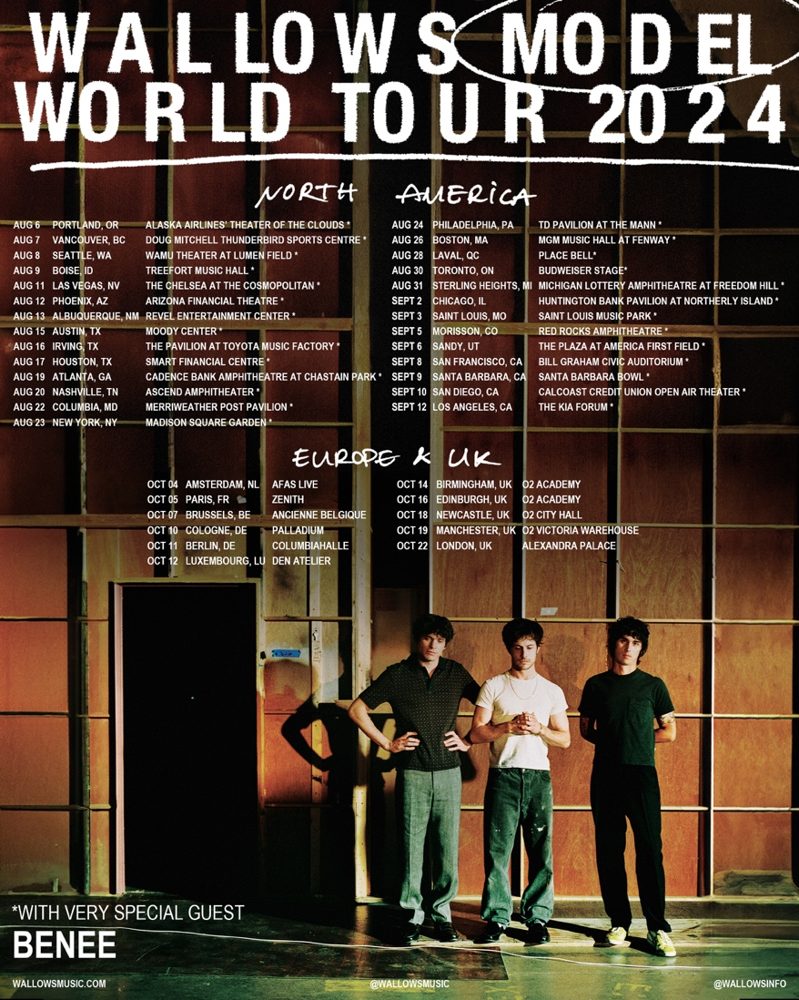 WALLOWS MODEL
WORLD TOUR 2024
NORTH AMERICA
AUG 6 PORTLAND, OR ALASKA AIRLINES' THEATER OF THE CLOUDS *
AUG 7 VANCOUVER, BC DOUG MITCHELL THUNDERBIRD SPORTS CENTRE *
AUG 8 SEATTLE, WA WAMU THEATER AT LUMEN FIELD *
AUG 9 BOISE, ID TREEFORT MUSIC HALL *
AUG 11 LAS VEGAS, NV THE CHELSEA AT THE COSMOPOLITAN *
AUG 12 PHOENIX, AZ ARIZONA FINANCIAL THEATRE *
AUG 13 ALBUQUERQUE, NM REVEL ENTERTAINMENT CENTER *
AUG 15 AUSTIN, TX MOODY CENTER *
AUG 16 IRVING, TX THE PAVILION AT TOYOTA MUSIC FACTORY *
AUG 17 HOUSTON, TX SMART FINANCIAL CENTRE *
AUG 19 ATLANTA, GA CADENCE BANK AMPHITHEATRE AT CHASTAIN PARK *
AUG 20 NASHVILLE, TN ASCEND AMPHITHEATER *
AUG 22 COLUMBIA, MD MERRIWEATHER POST PAVILION *
AUG 23 NEW YORK, NY MADISON SQUARE GARDEN *
AUG 24 PHILADELPHIA, PA TD PAVILION AT THE MANN *
AUG 26 BOSTON, MA MGM MUSIC HALL AT FENWAY *
AUG 28 LAVAL, QC PLACE BELL*
AUG 30 TORONTO, ON BUDWEISER STAGE*
AUG 31 STERLING HEIGHTS, MI MICHIGAN LOTTERY AMPHITHEATRE AT FREEDOM HILL *
SEPT 2 CHICAGO, IL HUNTINGTON BANK PAVILION AT NORTHERLY ISLAND *
SEPT 3 SAINT LOUIS, MO SAINT LOUIS MUSIC PARK *
SEPT 5 MORISSON, CO RED ROCKS AMPHITHEATRE *
SEPT 6 SANDY, UT THE PLAZA AT AMERICA FIRST FIELD *
SEPT 8 SAN FRANCISCO, CA BILL GRAHAM CIVIC AUDITORIUM *
SEPT 9 SANTA BARBARA, CA SANTA BARBARA BOWL *
SEPT 10 SAN DIEGO, CA CALCOAST CREDIT UNION OPEN AIR THEATER *
SEPT 12 LOS ANGELES, CA THE KIA FORUM *
EUROPE & UK
OCT 04 AMSTERDAM, NL AFAS LIVE
OCT 05 PARIS, FR ZENITH
OCT 07 BRUSSELS, BE ANCIENNE BELGIQUE
OCT 10 COLOGNE, DE PALLADIUM
OCT 11 BERLIN, DE COLUMBIAHALLE
OCT 12 LUXEMBOURG, LU DEN ATELIER
OCT 14 BIRMINGHAM, UK O2 ACADEMY
OCT 16 EDINBURGH, UK O2 ACADEMY
OCT 18 NEWCASTLE, UK O2 CITY HALL
OCT 19 MANCHESTER, UK O2 VICTORIA WAREHOUSE
OCT 22 LONDON, UK ALEXANDRA PALACE
*WITH VERY SPECIAL GUEST
BENEE
WALLOWSMUSIC.COM
@WALLOWSMUSIC
@WALLOWSINFO